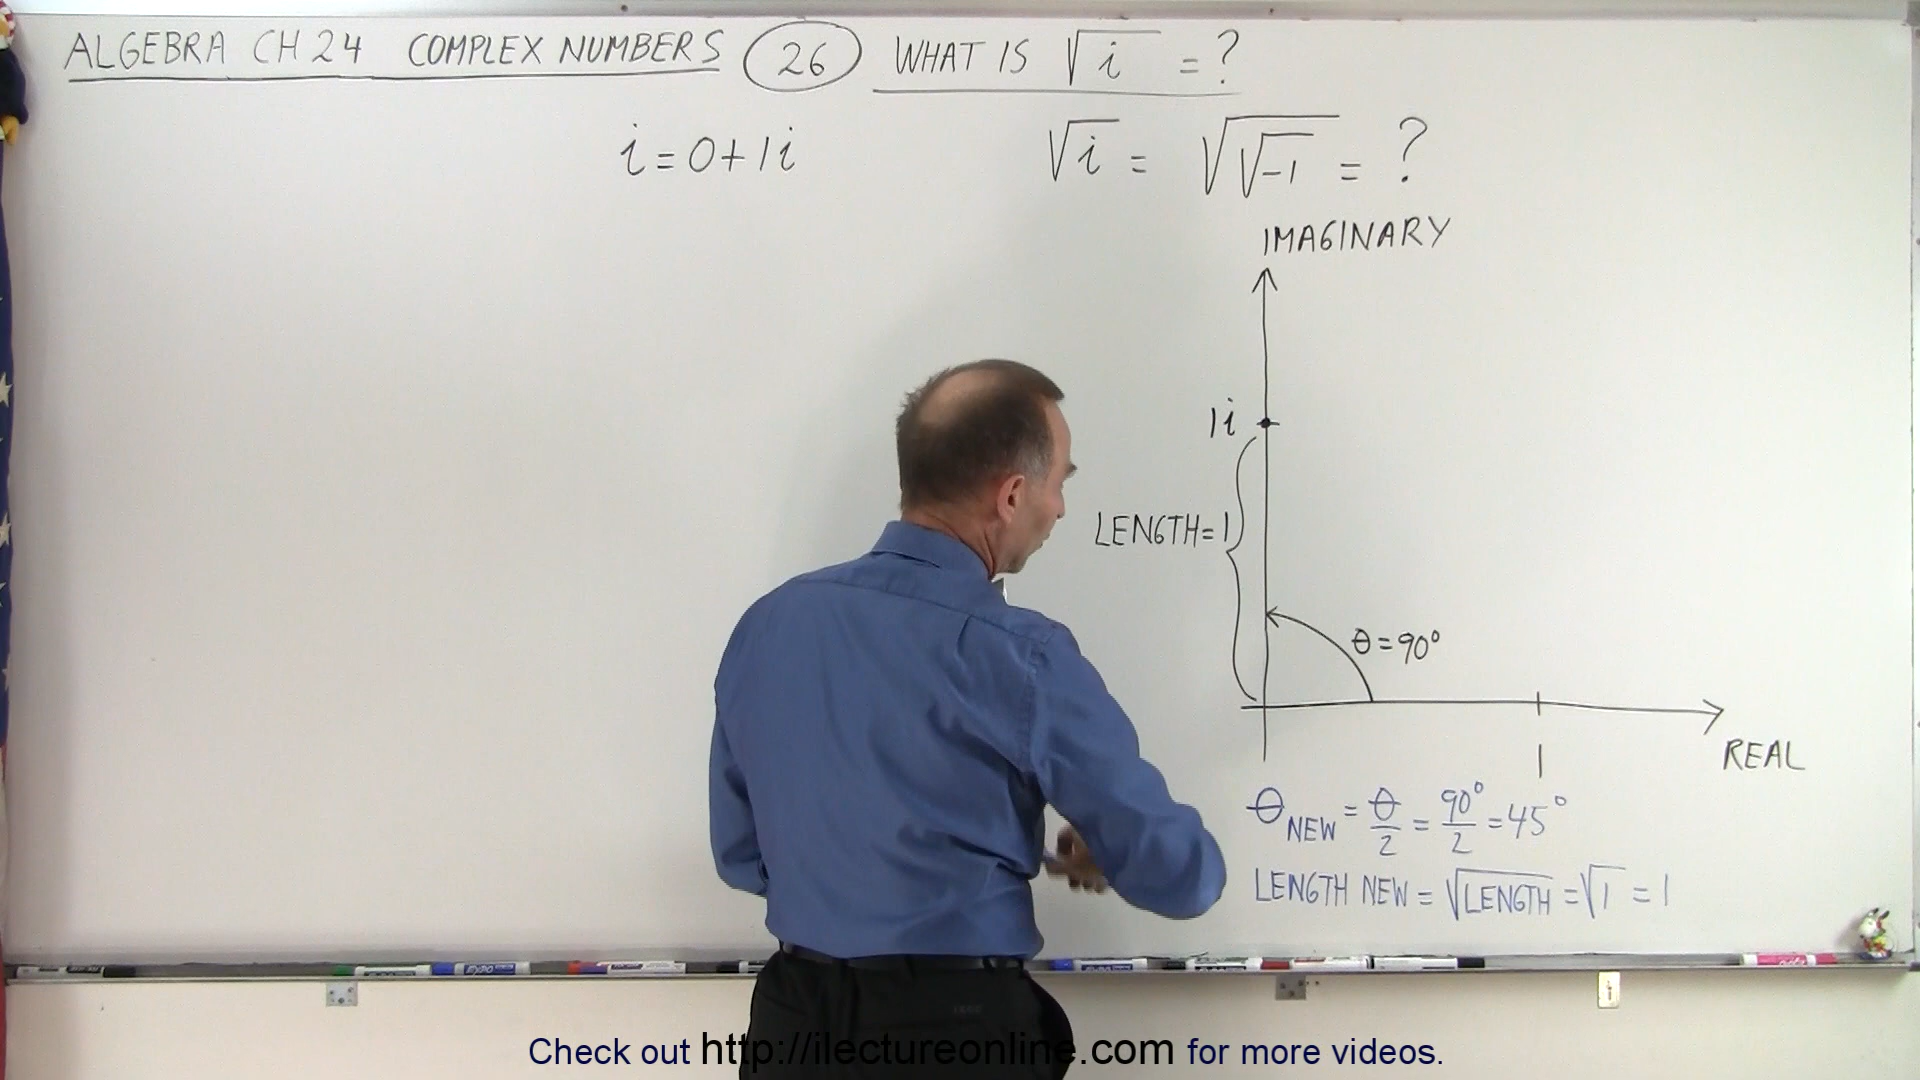 ALGEBRA CH 24 COMPLEX NUMBERS 26 WHAT IS √i = ?
i = 0 + 1i √i = √√-1 = ?
IMAGINARY
1i
LENGTH = 1
θ = 90°
1 REAL
θ NEW = θ/2 = 90°/2 = 45°
LENGTH NEW = √LENGTH = √1 = 1
Check out http://ilectureonline.com for more videos.